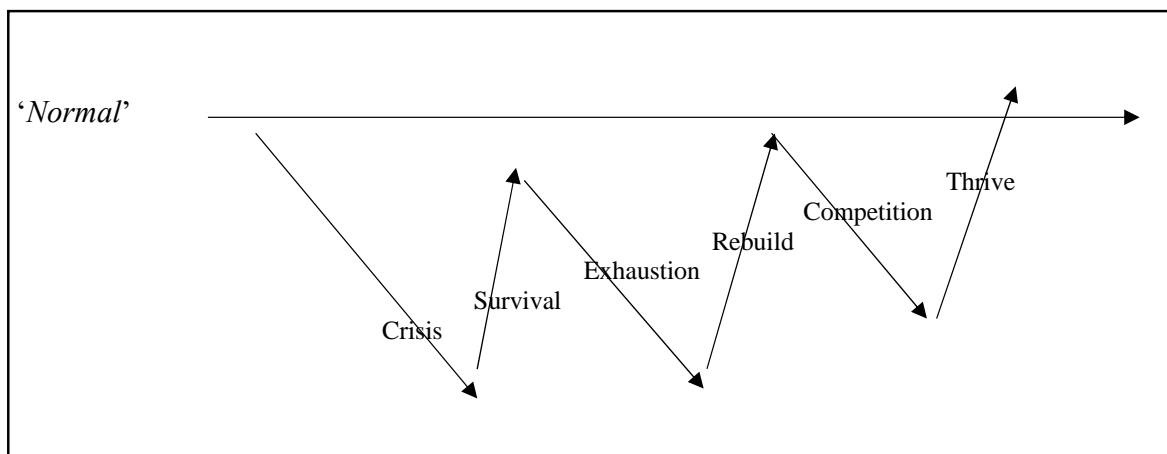 ‘Normal’
Thrive
Competition
Rebuild
Exhaustion
Survival
Crisis